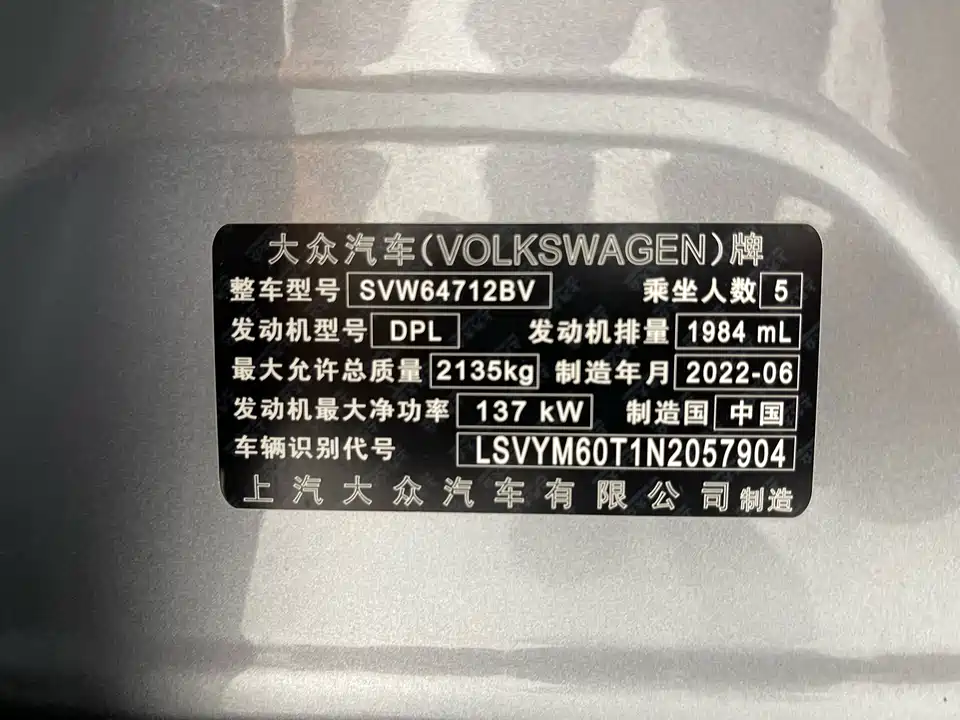 大众汽车(VOLKSWAGEN)牌
整车型号 SVW64712BV 乘坐人数 5
发动机型号 DPL 发动机排量 1984 mL
最大允许总质量 2135kg 制造年月 2022-06
发动机最大净功率 137 kW 制造国 中国
车辆识别代号 LSVYM60T1N2057904
上汽大众汽车有限公司制造